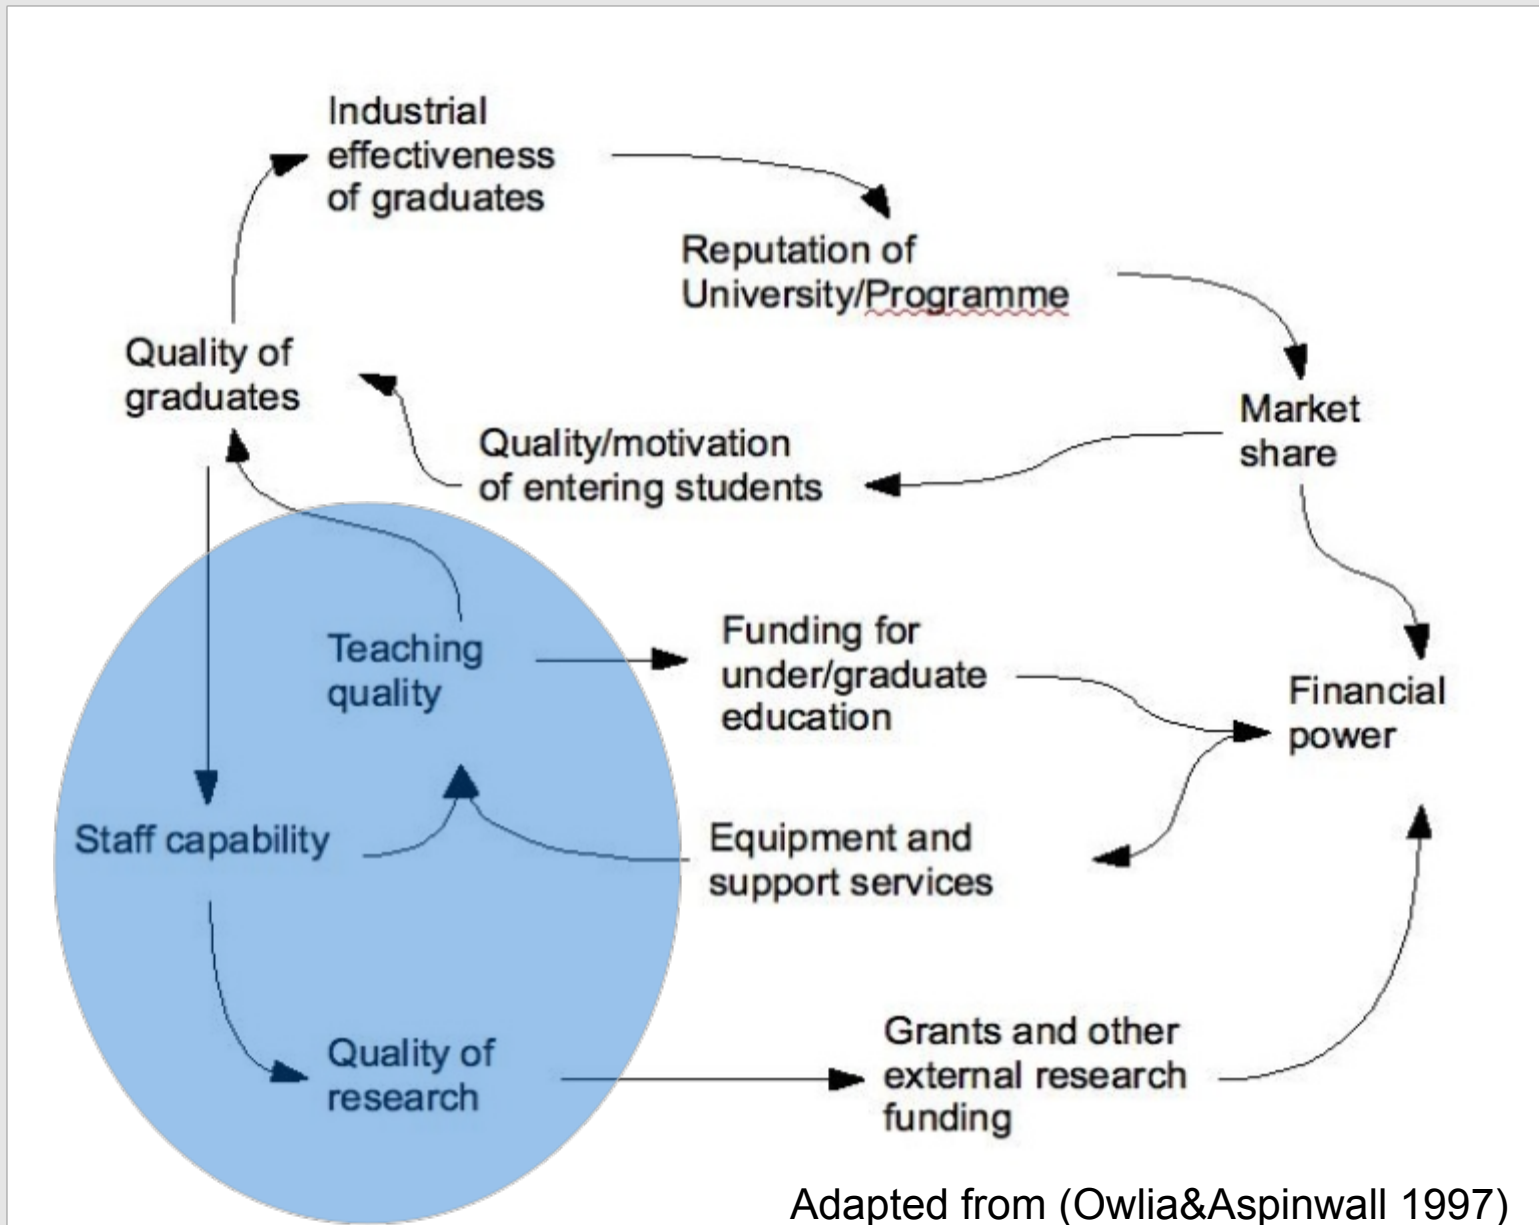 Industrial
effectiveness
of graduates
Reputation of
University/Programme
Quality of
graduates
Market
share
Quality/motivation
of entering students
Teaching
quality
Funding for
under/graduate
education
Financial
power
Staff capability
Equipment and
support services
Quality of
research
Grants and other
external research
funding
Adapted from (Owlia&Aspinwall 1997)